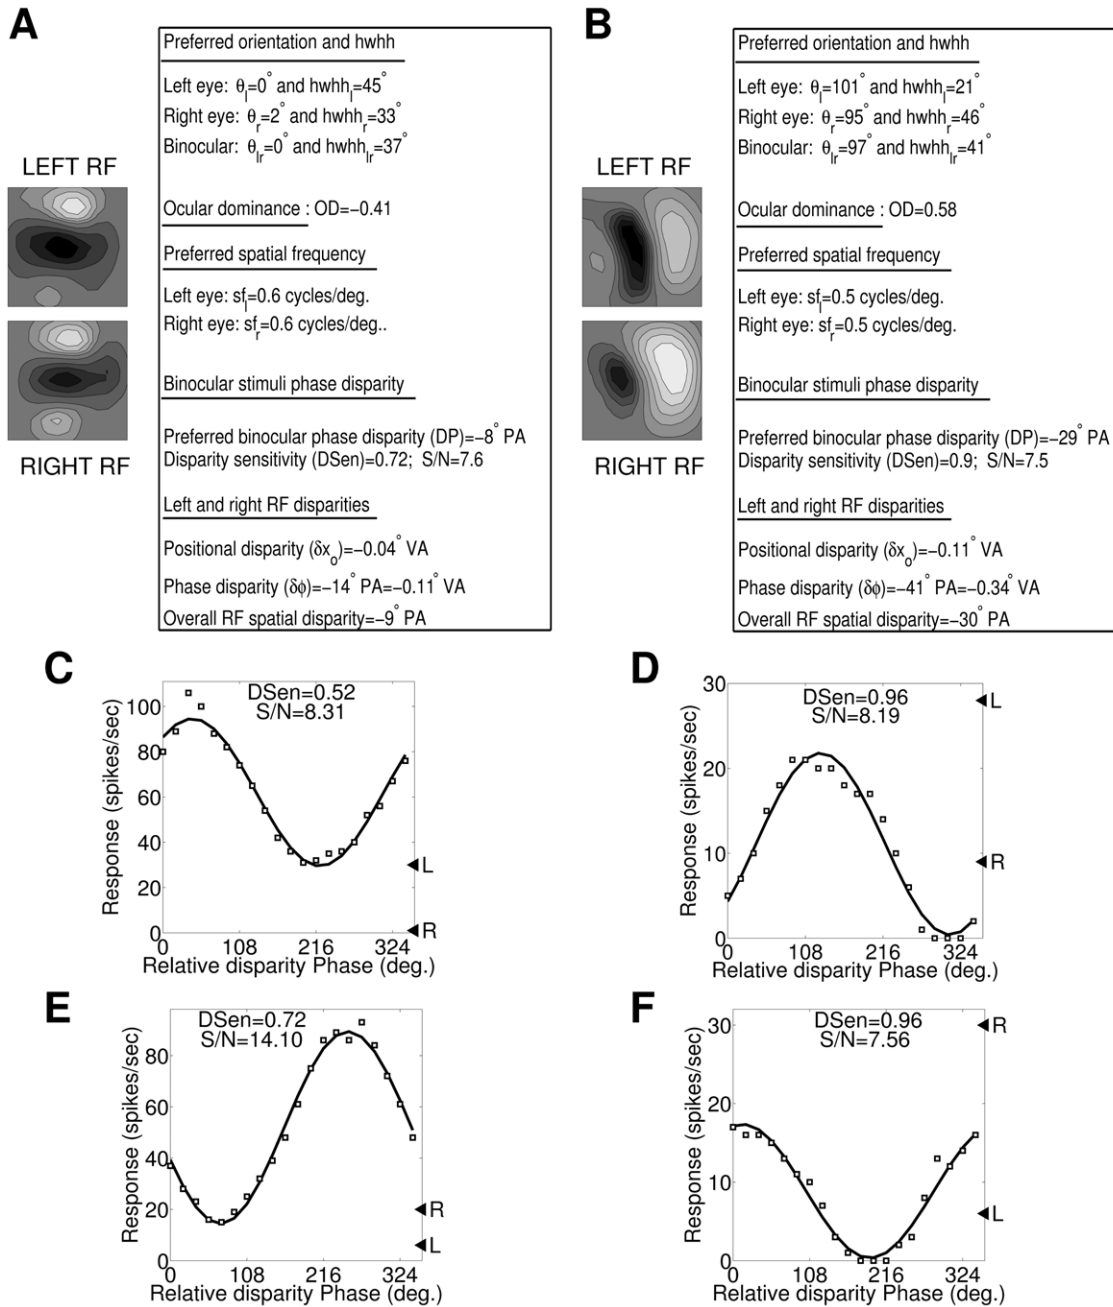 A
Preferred orientation and hwhh
Left eye: θl=0° and hwhhl=45°
Right eye: θr=2° and hwhhr=33°
Binocular: θlr=0° and hwhhlr=37°
LEFT RF
Ocular dominance : OD=−0.41
Preferred spatial frequency
Left eye: sfl=0.6 cycles/deg.
Right eye: sfr=0.6 cycles/deg..
Binocular stimuli phase disparity
Preferred binocular phase disparity (DP)=−8° PA
Disparity sensitivity (DSen)=0.72; S/N=7.6
RIGHT RF
Left and right RF disparities
Positional disparity (δxo)=−0.04° VA
Phase disparity (δϕ)=−14° PA=−0.11° VA
Overall RF spatial disparity=−9° PA
B
Preferred orientation and hwhh
Left eye: θl=101° and hwhhl=21°
Right eye: θr=95° and hwhhr=46°
Binocular: θlr=97° and hwhhlr=41°
LEFT RF
Ocular dominance : OD=0.58
Preferred spatial frequency
Left eye: sfl=0.5 cycles/deg.
Right eye: sfr=0.5 cycles/deg.
Binocular stimuli phase disparity
Preferred binocular phase disparity (DP)=−29° PA
Disparity sensitivity (DSen)=0.9; S/N=7.5
RIGHT RF
Left and right RF disparities
Positional disparity (δxo)=−0.11° VA
Phase disparity (δϕ)=−41° PA=−0.34° VA
Overall RF spatial disparity=−30° PA
C
DSen=0.52
S/N=8.31
Response (spikes/sec)
100
80
60
40
20
0
L
R
0 108 216 324
Relative disparity Phase (deg.)
D
DSen=0.96
S/N=8.19
Response (spikes/sec)
30
20
10
0
L
R
0 108 216 324
Relative disparity Phase (deg.)
E
DSen=0.72
S/N=14.10
Response (spikes/sec)
80
60
40
20
0
R
L
0 108 216 324
Relative disparity Phase (deg.)
F
DSen=0.96
S/N=7.56
Response (spikes/sec)
30
20
10
0
R
L
0 108 216 324
Relative disparity Phase (deg.)